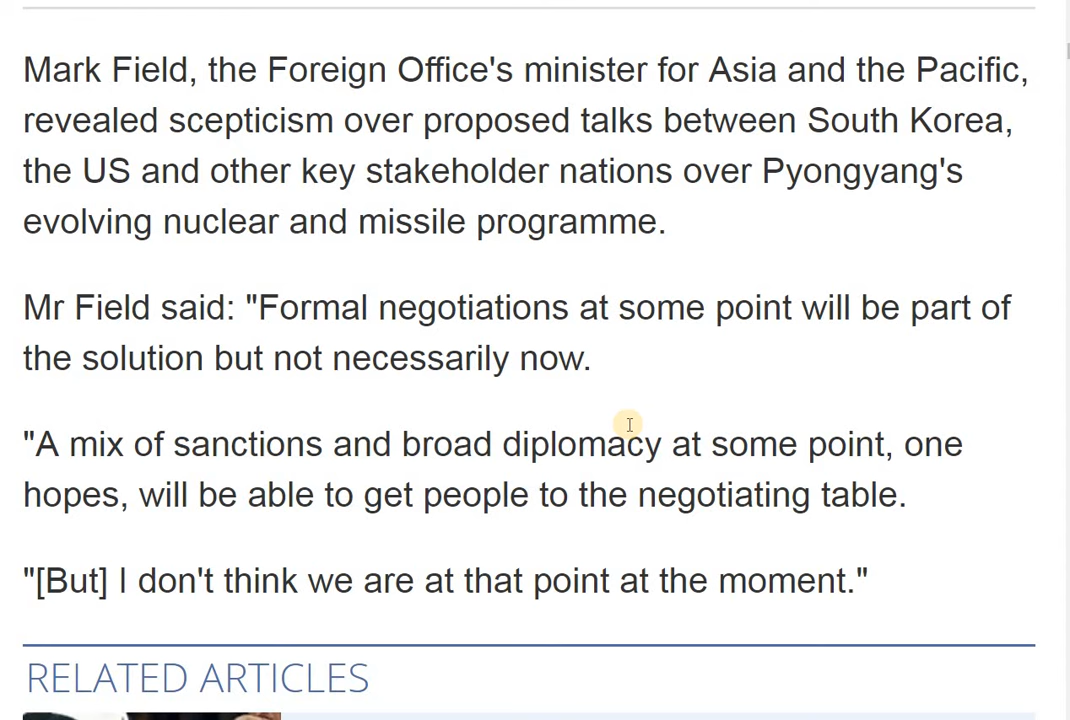 Mark Field, the Foreign Office's minister for Asia and the Pacific,
revealed scepticism over proposed talks between South Korea,
the US and other key stakeholder nations over Pyongyang's
evolving nuclear and missile programme.
Mr Field said: "Formal negotiations at some point will be part of
the solution but not necessarily now.
"A mix of sanctions and broad diplomacy at some point, one
hopes, will be able to get people to the negotiating table.
"[But] I don't think we are at that point at the moment."
RELATED ARTICLES